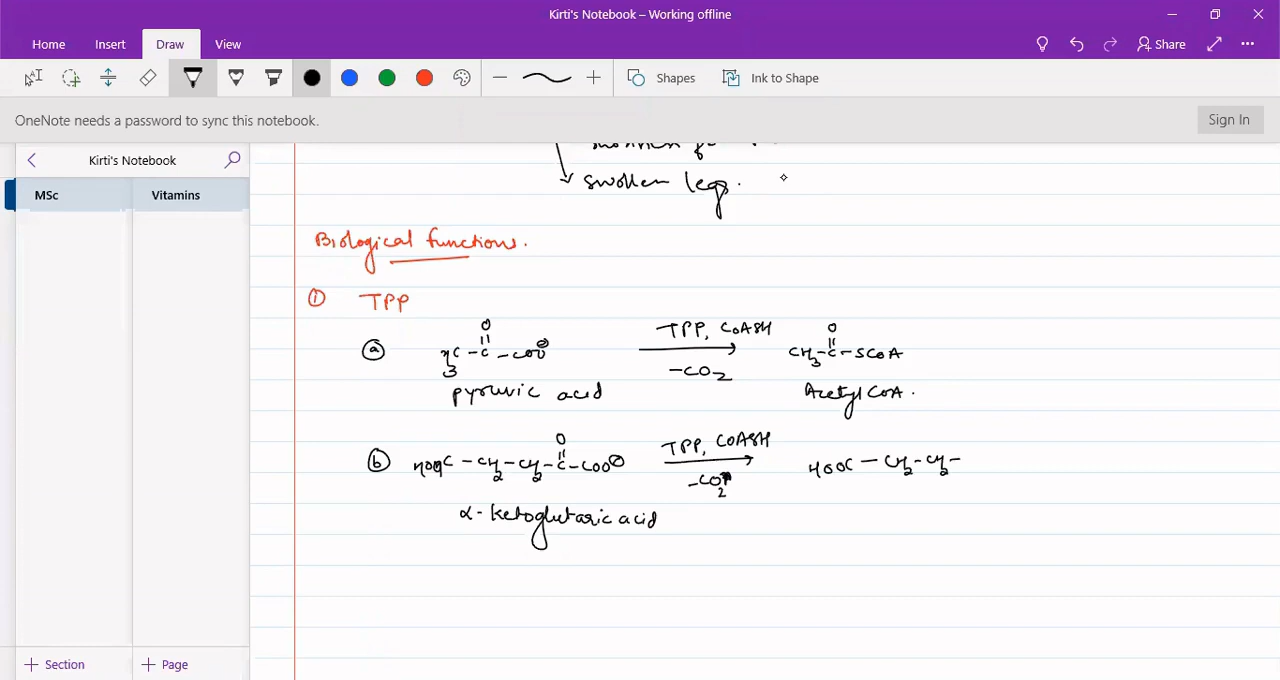 Kirti's Notebook – Working offline
Home Insert Draw View
Share
Shapes Ink to Shape
OneNote needs a password to sync this notebook. Sign In
Kirti's Notebook
MSc Vitamins
swollen legs.
Biological functions.
① TPP
ⓐ H₃C – C(=O) – COO⊖ TPP, CoASH –CO₂ CH₃–C(=O)–SCoA
pyruvic acid Acetyl CoA.
ⓑ HOOC – CH₂ – CH₂ – C(=O) – COO⊖ TPP, CoASH –CO₂ HOOC – CH₂ – CH₂ –
α- ketoglutaric acid
+ Section + Page